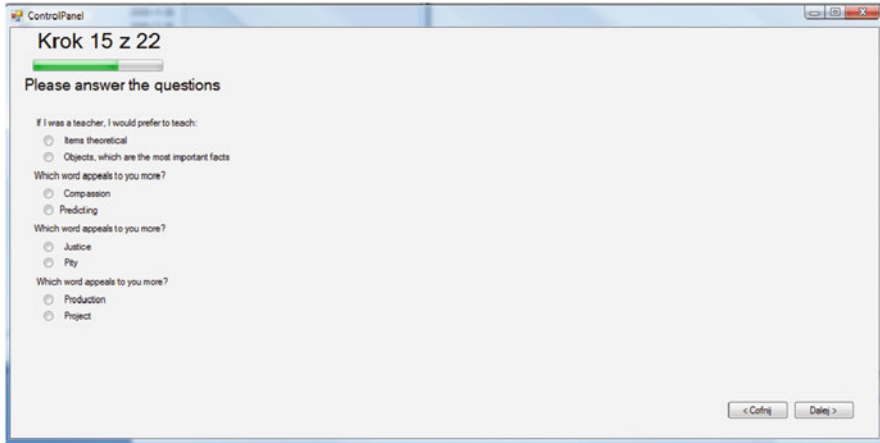 ControlPanel
Krok 15 z 22
Please answer the questions
If I was a teacher, I would prefer to teach:
Items theoretical
Objects, which are the most important facts
Which word appeals to you more?
Compassion
Predicting
Which word appeals to you more?
Justice
Pity
Which word appeals to you more?
Production
Project
< Cofnij Dalej >